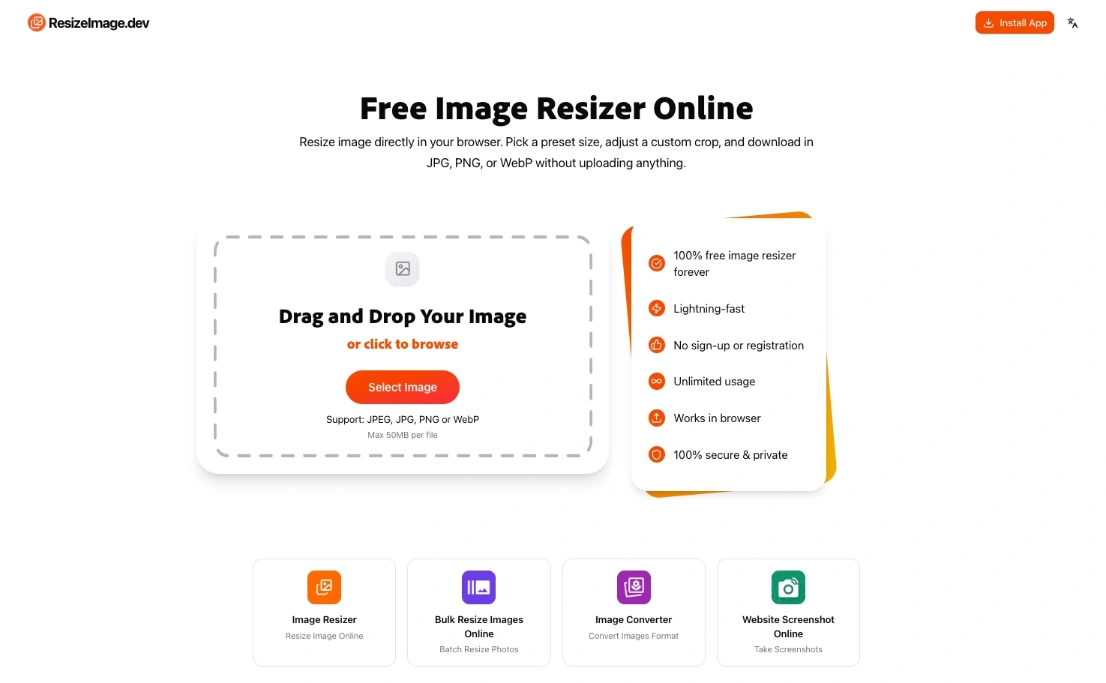 ResizeImage.dev
Install App
Free Image Resizer Online
Resize image directly in your browser. Pick a preset size, adjust a custom crop, and download in
JPG, PNG, or WebP without uploading anything.
Drag and Drop Your Image
or click to browse
Select Image
Support: JPEG, JPG, PNG or WebP
Max 50MB per file
100% free image resizer
forever
Lightning-fast
No sign-up or registration
Unlimited usage
Works in browser
100% secure & private
Image Resizer
Resize Image Online
Bulk Resize Images
Online
Batch Resize Photos
Image Converter
Convert Images Format
Website Screenshot
Online
Take Screenshots